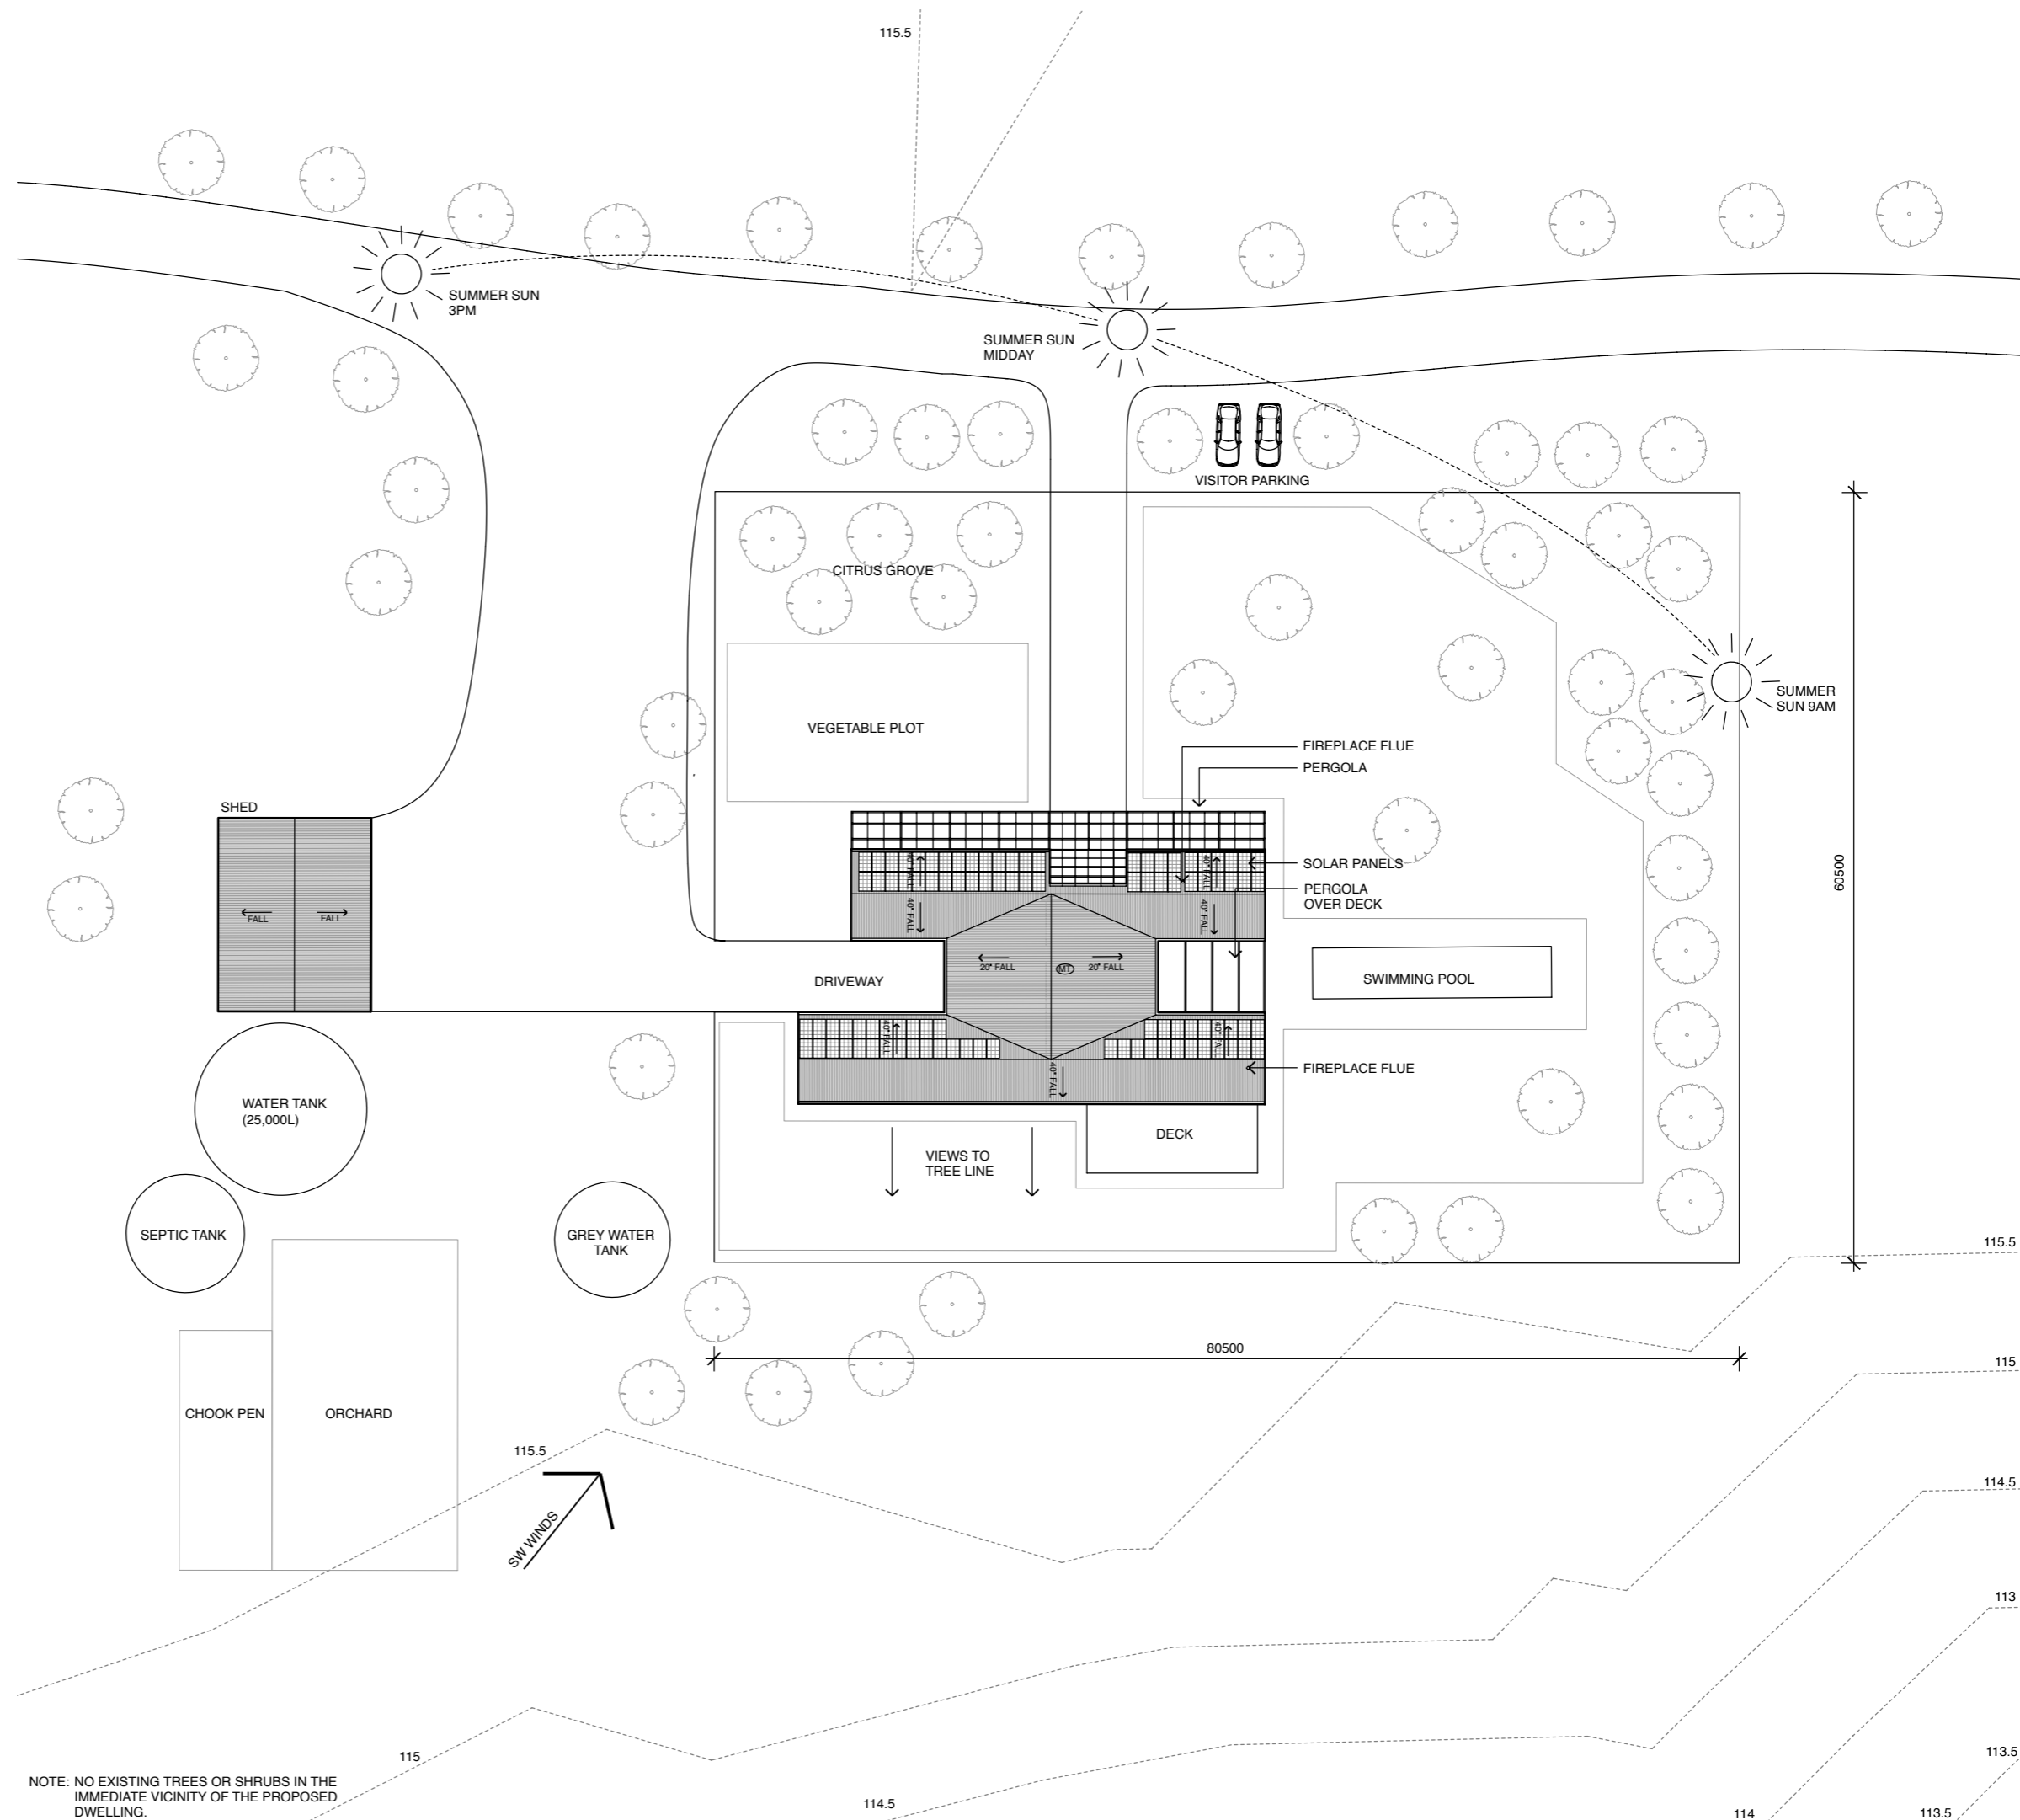 115.5
SUMMER SUN
3PM
SUMMER SUN
MIDDAY
VISITOR PARKING
CITRUS GROVE
SUMMER
SUN 9AM
VEGETABLE PLOT
FIREPLACE FLUE
PERGOLA
SHED
60500
SOLAR PANELS
40° FALL
40° FALL
PERGOLA
OVER DECK
FALL
FALL
40° FALL
40° FALL
20° FALL
MT
20° FALL
DRIVEWAY
SWIMMING POOL
40° FALL
40° FALL
FIREPLACE FLUE
40° FALL
WATER TANK
(25,000L)
DECK
VIEWS TO
TREE LINE
SEPTIC TANK
GREY WATER
TANK
115.5
80500
115
CHOOK PEN
ORCHARD
115.5
114.5
SW WINDS
113
115
113.5
NOTE: NO EXISTING TREES OR SHRUBS IN THE
IMMEDIATE VICINITY OF THE PROPOSED
DWELLING.
114.5
114
113.5